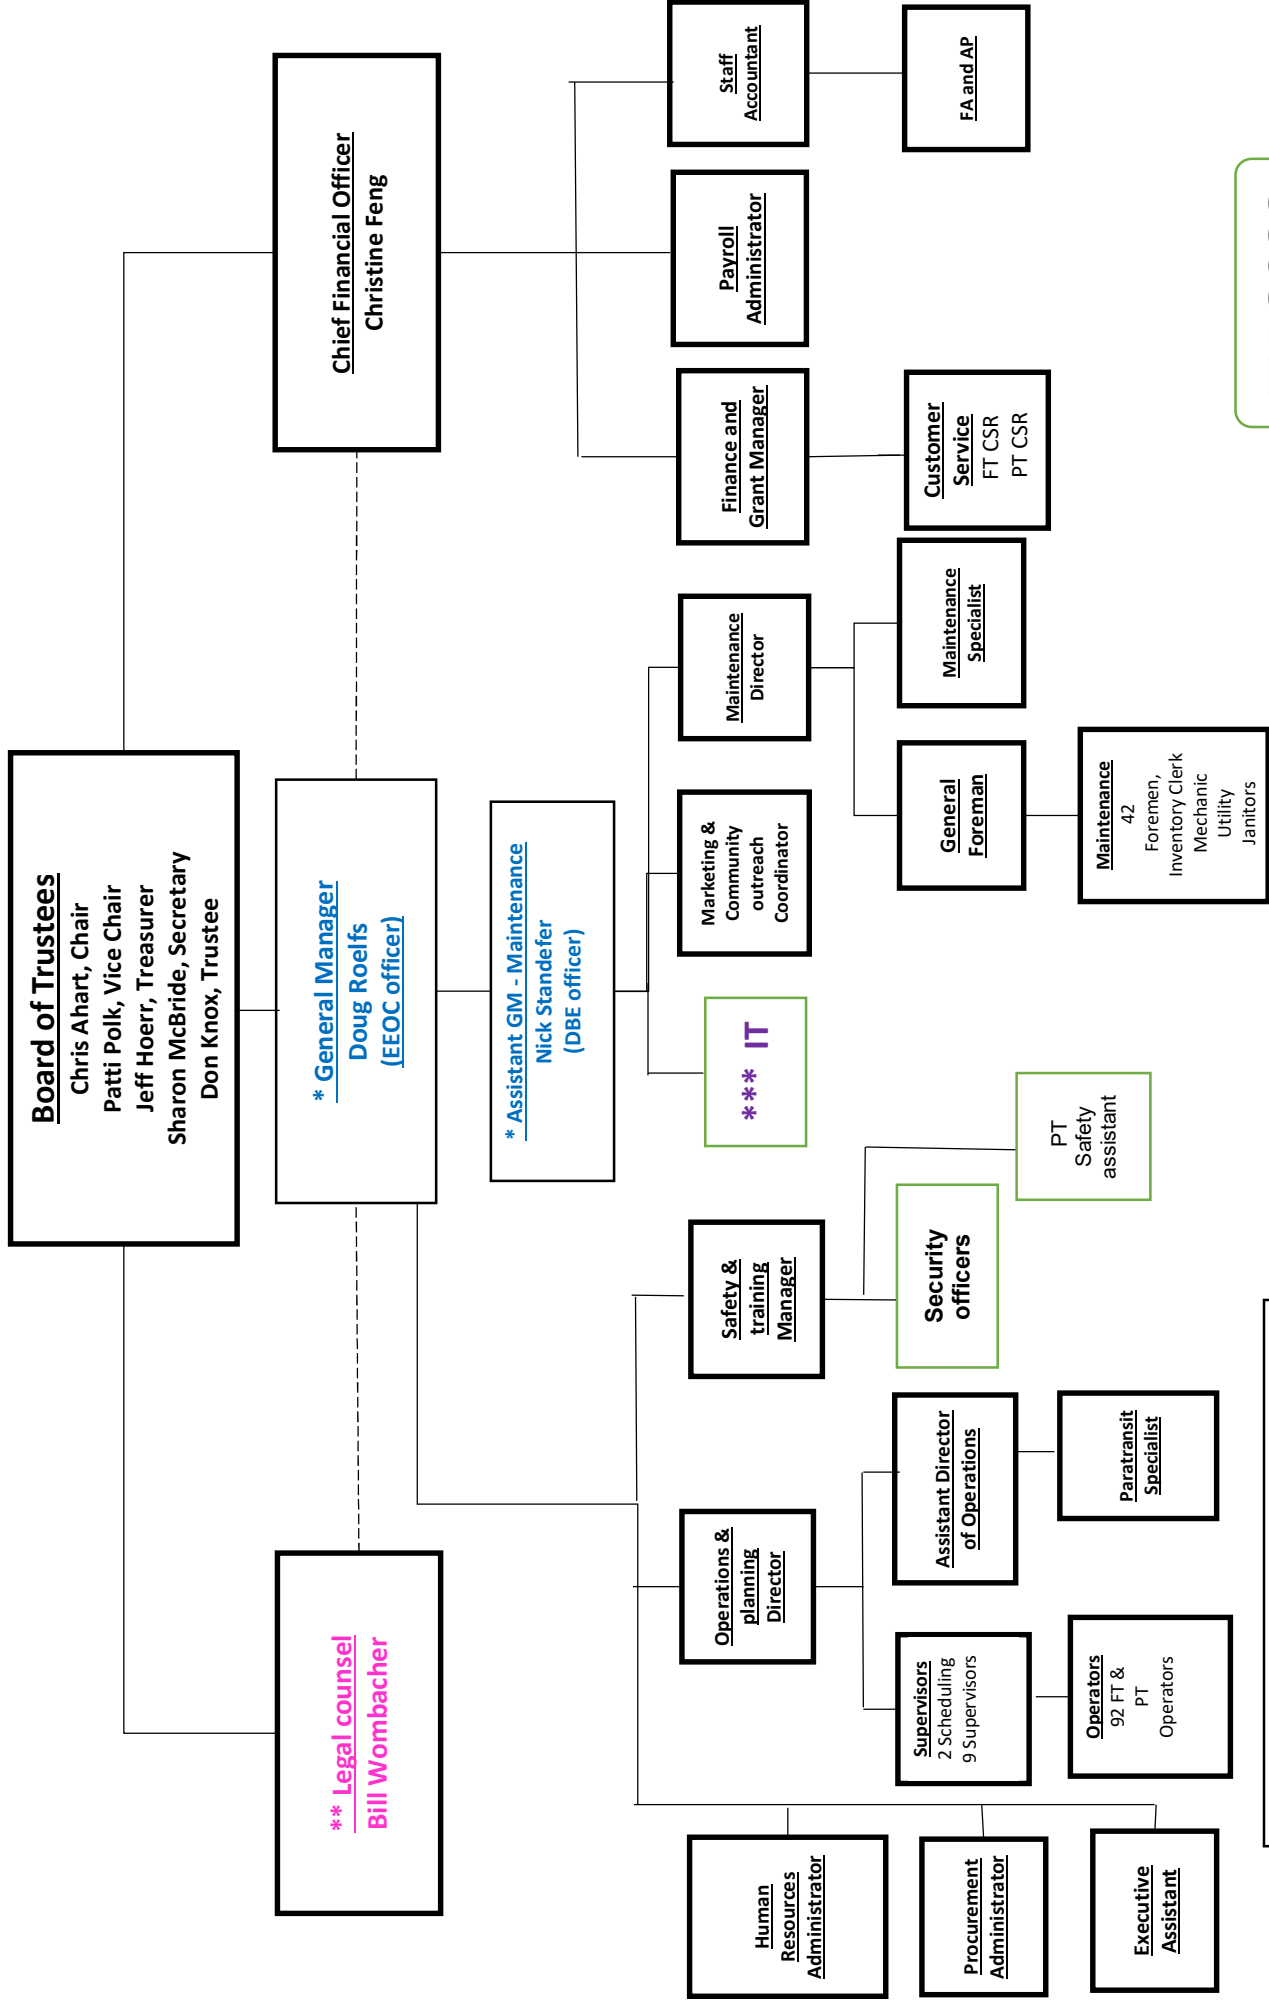 Board of Trustees
Chris Ahart, Chair
Patti Polk, Vice Chair
Jeff Hoerr, Treasurer
Sharon McBride, Secretary
Don Knox, Trustee
** Legal counsel
Bill Wombacher
* General Manager
Doug Roelfs
(EEOC officer)
Chief Financial Officer
Christine Feng
* Assistant GM - Maintenance
Nick Standefer
(DBE officer)
Human
Resources
Administrator
Operations &
planning
Director
Safety &
training
Manager
*** IT
Marketing &
Community
outreach
Coordinator
Maintenance
Director
Finance and
Grant Manager
Payroll
Administrator
Staff
Accountant
Procurement
Administrator
Supervisors
2 Scheduling
9 Supervisors
Assistant Director
of Operations
Security
officers
General
Foreman
Maintenance
Specialist
Customer
Service
FT CSR
PT CSR
FA and AP
PT
Safety
assistant
Executive
Assistant
Operators
92 FT &
PT
Operators
Paratransit
Specialist
Maintenance
42
Foremen,
Inventory Clerk
Mechanic
Utility
Janitors